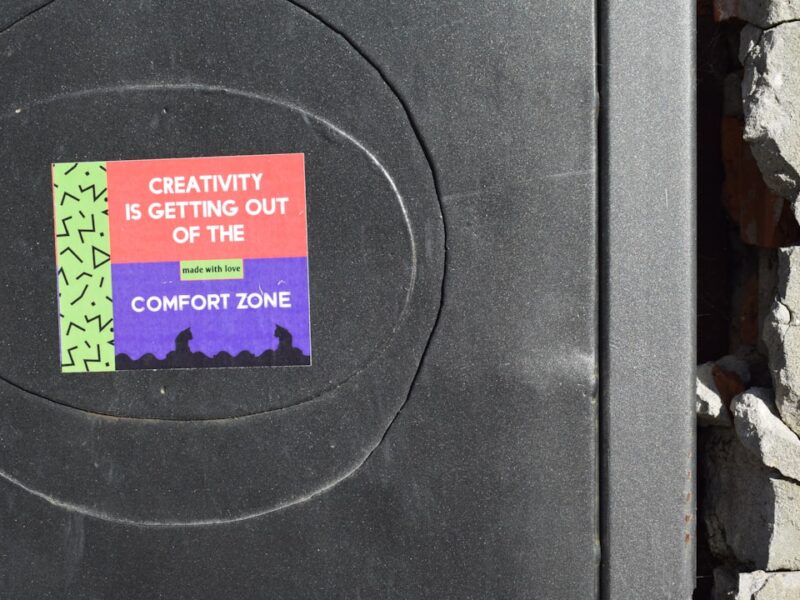 CREATIVITY
IS GETTING OUT
OF THE
made with love
COMFORT ZONE